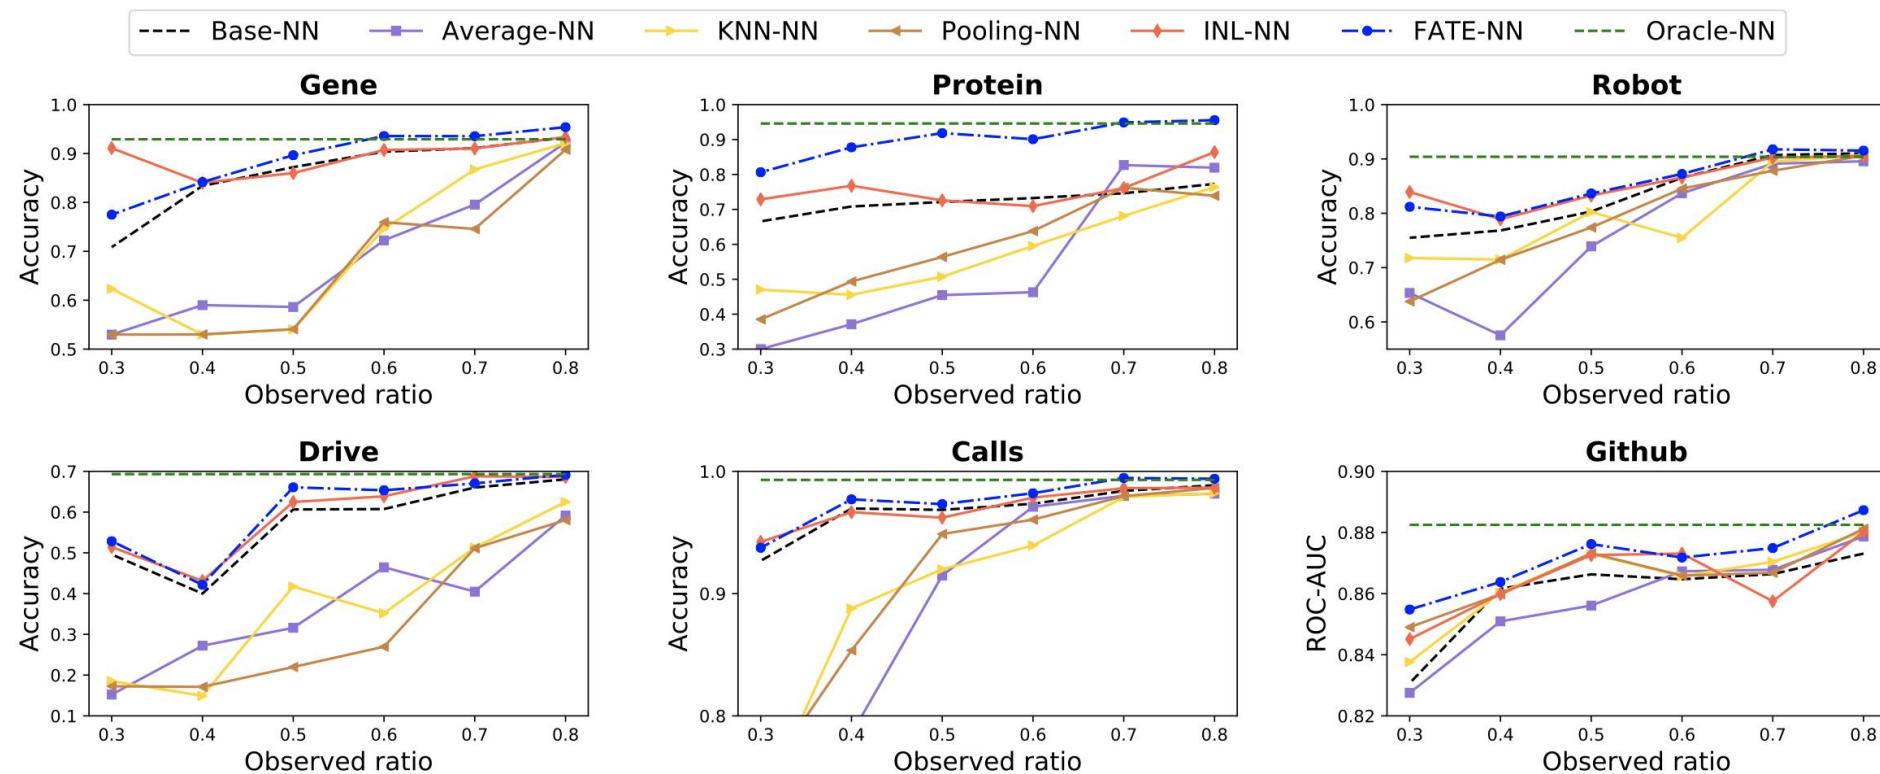 Base-NN Average-NN KNN-NN Pooling-NN INL-NN FATE-NN Oracle-NN
Gene
1.0
0.9
0.8
0.7
0.6
0.5
Accuracy
0.3 0.4 0.5 0.6 0.7 0.8
Observed ratio
Protein
1.0
0.9
0.8
0.7
0.6
0.5
0.4
0.3
Accuracy
0.3 0.4 0.5 0.6 0.7 0.8
Observed ratio
Robot
1.0
0.9
0.8
0.7
0.6
Accuracy
0.3 0.4 0.5 0.6 0.7 0.8
Observed ratio
Drive
0.7
0.6
0.5
0.4
0.3
0.2
0.1
Accuracy
0.3 0.4 0.5 0.6 0.7 0.8
Observed ratio
Calls
1.0
0.9
0.8
Accuracy
0.3 0.4 0.5 0.6 0.7 0.8
Observed ratio
Github
0.90
0.88
0.86
0.84
0.82
ROC-AUC
0.3 0.4 0.5 0.6 0.7 0.8
Observed ratio